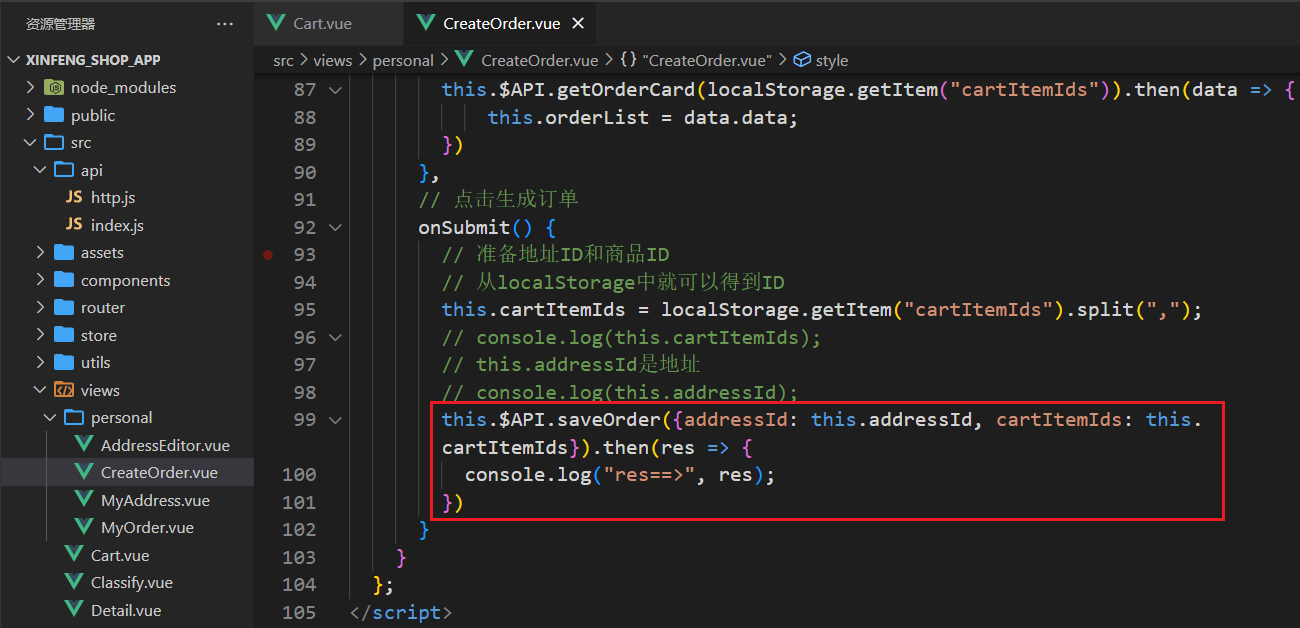 资源管理器 ...
XINFENG_SHOP_APP
node_modules
public
src
api
JS http.js
JS index.js
assets
components
router
store
utils
views
personal
AddressEditor.vue
CreateOrder.vue
MyAddress.vue
MyOrder.vue
Cart.vue
Classify.vue
Detail.vue
Cart.vue CreateOrder.vue ×
src > views > personal > CreateOrder.vue > {} "CreateOrder.vue" > style
87 this.$API.getOrderCard(localStorage.getItem("cartItemIds")).then(data => {
88 this.orderList = data.data;
89 })
90 },
91 // 点击生成订单
92 onSubmit() {
93 // 准备地址ID和商品ID
94 // 从localStorage中就可以得到ID
95 this.cartItemIds = localStorage.getItem("cartItemIds").split(",");
96 // console.log(this.cartItemIds);
97 // this.addressId是地址
98 // console.log(this.addressId);
99 this.$API.saveOrder({addressId: this.addressId, cartItemIds: this.
cartItemIds}).then(res => {
100 console.log("res==>", res);
101 })
102 }
103 }
104 };
105 </script>